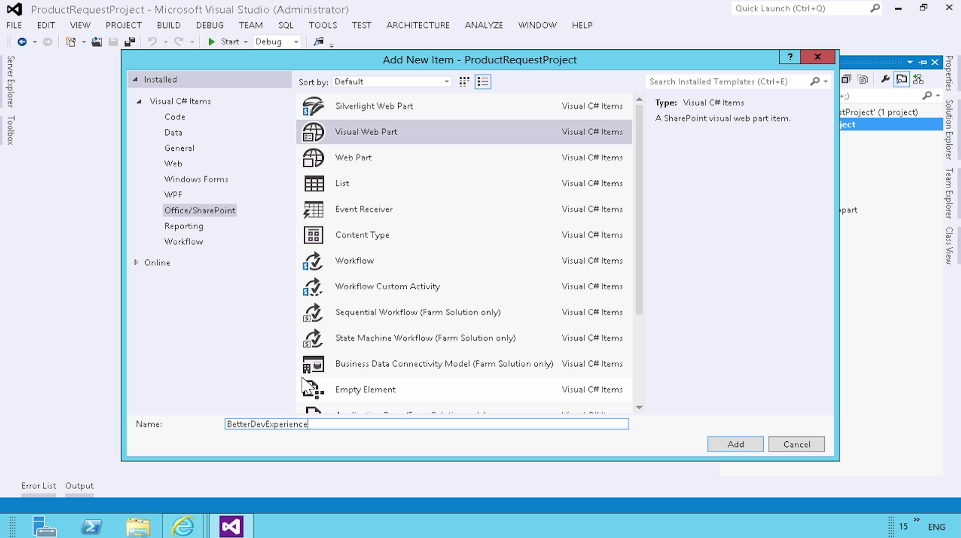 ProductRequestProject - Microsoft Visual Studio (Administrator)
Quick Launch (Ctrl+Q)
FILE EDIT VIEW PROJECT BUILD DEBUG TEAM SQL TOOLS TEST ARCHITECTURE ANALYZE WINDOW HELP
Start Debug
Add New Item - ProductRequestProject
?
Installed
Sort by: Default
Search Installed Templates (Ctrl+E)
Visual C# Items
Code
Data
General
Web
Windows Forms
WPF
Office/SharePoint
Reporting
Workflow
Online
Silverlight Web Part Visual C# Items
Visual Web Part Visual C# Items
Web Part Visual C# Items
List Visual C# Items
Event Receiver Visual C# Items
Content Type Visual C# Items
Workflow Visual C# Items
Workflow Custom Activity Visual C# Items
Sequential Workflow (Farm Solution only) Visual C# Items
State Machine Workflow (Farm Solution only) Visual C# Items
Business Data Connectivity Model (Farm Solution only) Visual C# Items
Empty Element Visual C# Items
Type: Visual C# Items
A SharePoint visual web part item.
Name: BetterDevExperience
Add Cancel
Server Explorer
Toolbox
+;)
stProject' (1 project)
ject
part
Properties
Solution Explorer
Team Explorer
Class View
Error List Output
15 ENG